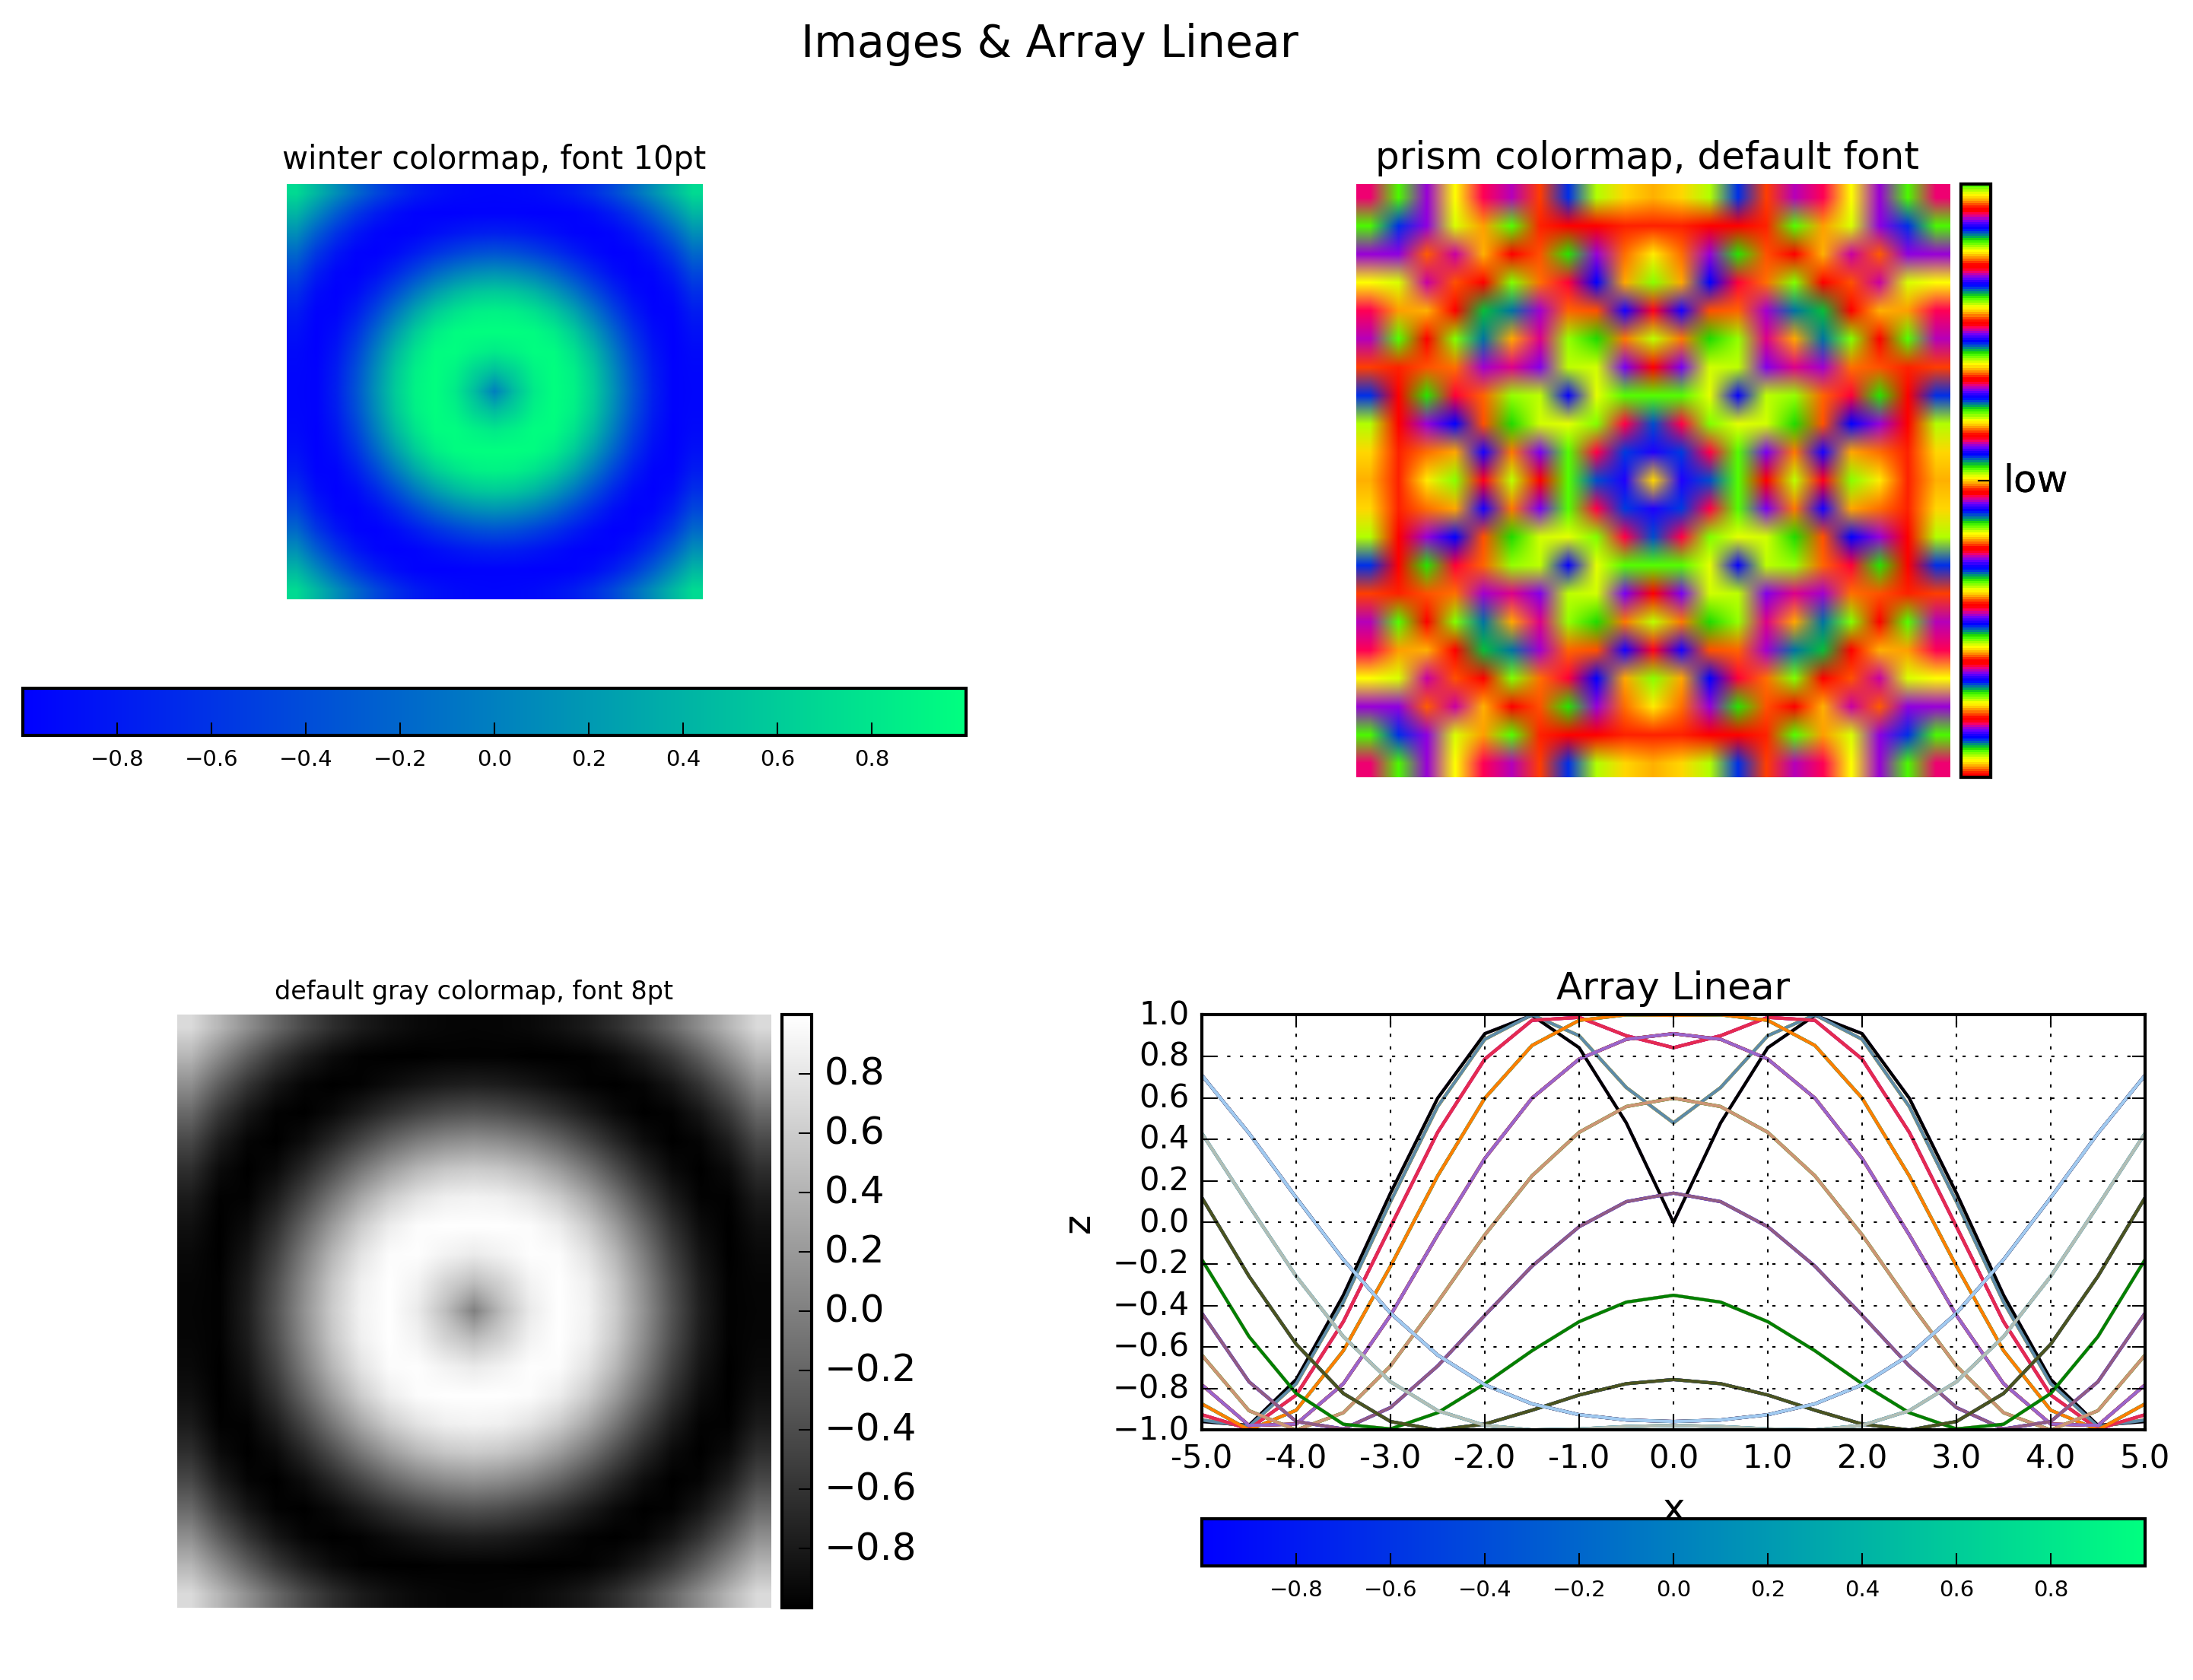 Images & Array Linear
winter colormap, font 10pt
−0.8 −0.6 −0.4 −0.2 0.0 0.2 0.4 0.6 0.8
prism colormap, default font
low
default gray colormap, font 8pt
0.8
0.6
0.4
0.2
0.0
−0.2
−0.4
−0.6
−0.8
Array Linear
1.0
0.8
0.6
0.4
0.2
0.0
−0.2
−0.4
−0.6
−0.8
−1.0
z
-5.0 -4.0 -3.0 -2.0 -1.0 0.0 1.0 2.0 3.0 4.0 5.0
x
−0.8 −0.6 −0.4 −0.2 0.0 0.2 0.4 0.6 0.8